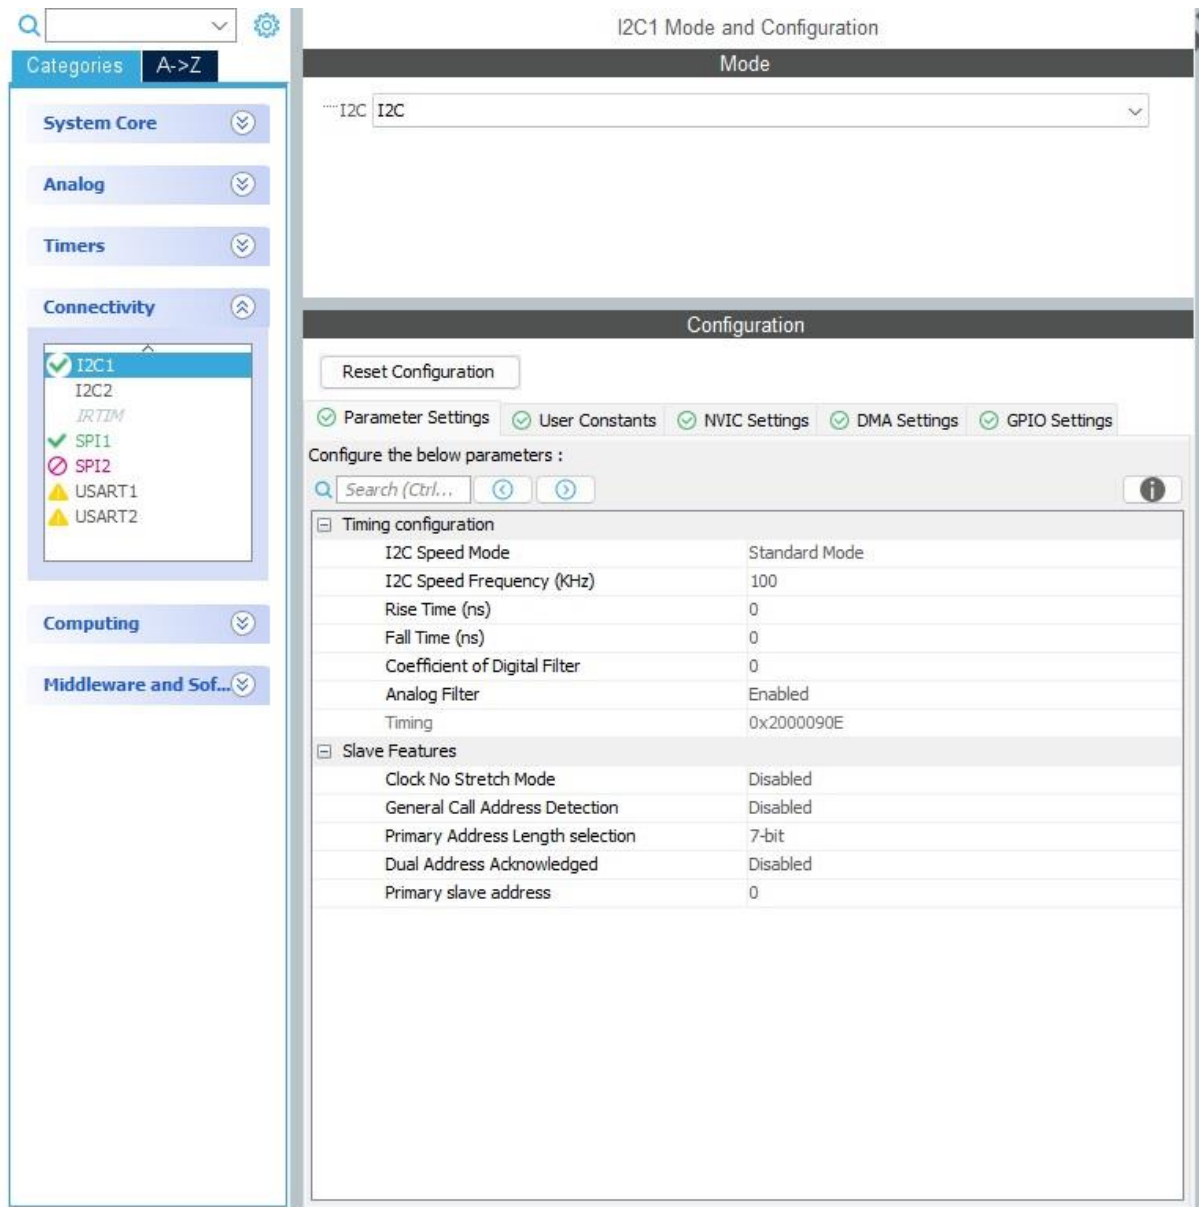 Categories
A->Z
System Core
Analog
Timers
Connectivity
I2C1
I2C2
IRTIM
SPI1
SPI2
USART1
USART2
Computing
Middleware and Sof...
I2C1 Mode and Configuration
Mode
I2C I2C
Configuration
Reset Configuration
Parameter Settings User Constants NVIC Settings DMA Settings GPIO Settings
Configure the below parameters :
Search (Ctrl...
Timing configuration
I2C Speed Mode Standard Mode
I2C Speed Frequency (KHz) 100
Rise Time (ns) 0
Fall Time (ns) 0
Coefficient of Digital Filter 0
Analog Filter Enabled
Timing 0x2000090E
Slave Features
Clock No Stretch Mode Disabled
General Call Address Detection Disabled
Primary Address Length selection 7-bit
Dual Address Acknowledged Disabled
Primary slave address 0